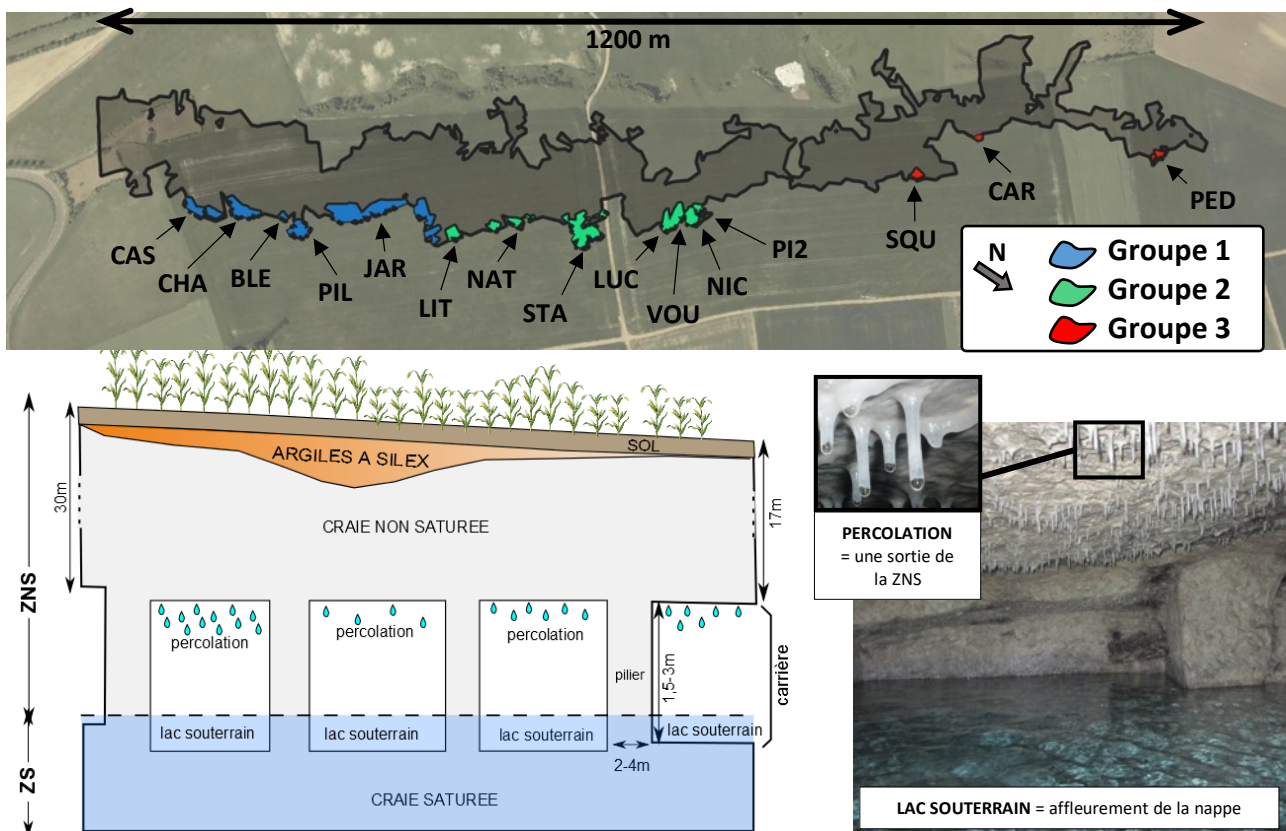 1200 m
CAS
CHA
BLE
PIL
JAR
LIT
NAT
STA
LUC
VOU
NIC
PI2
SQU
CAR
PED
N
Groupe 1
Groupe 2
Groupe 3
ZNS
ZS
30m
SOL
ARGILES A SILEX
CRAIE NON SATUREE
17m
percolation
percolation
percolation
pilier
1,5-3m
carrière
lac souterrain
lac souterrain
lac souterrain
lac souterrain
2-4m
CRAIE SATUREE
PERCOLATION
= une sortie de
la ZNS
LAC SOUTERRAIN = affleurement de la nappe